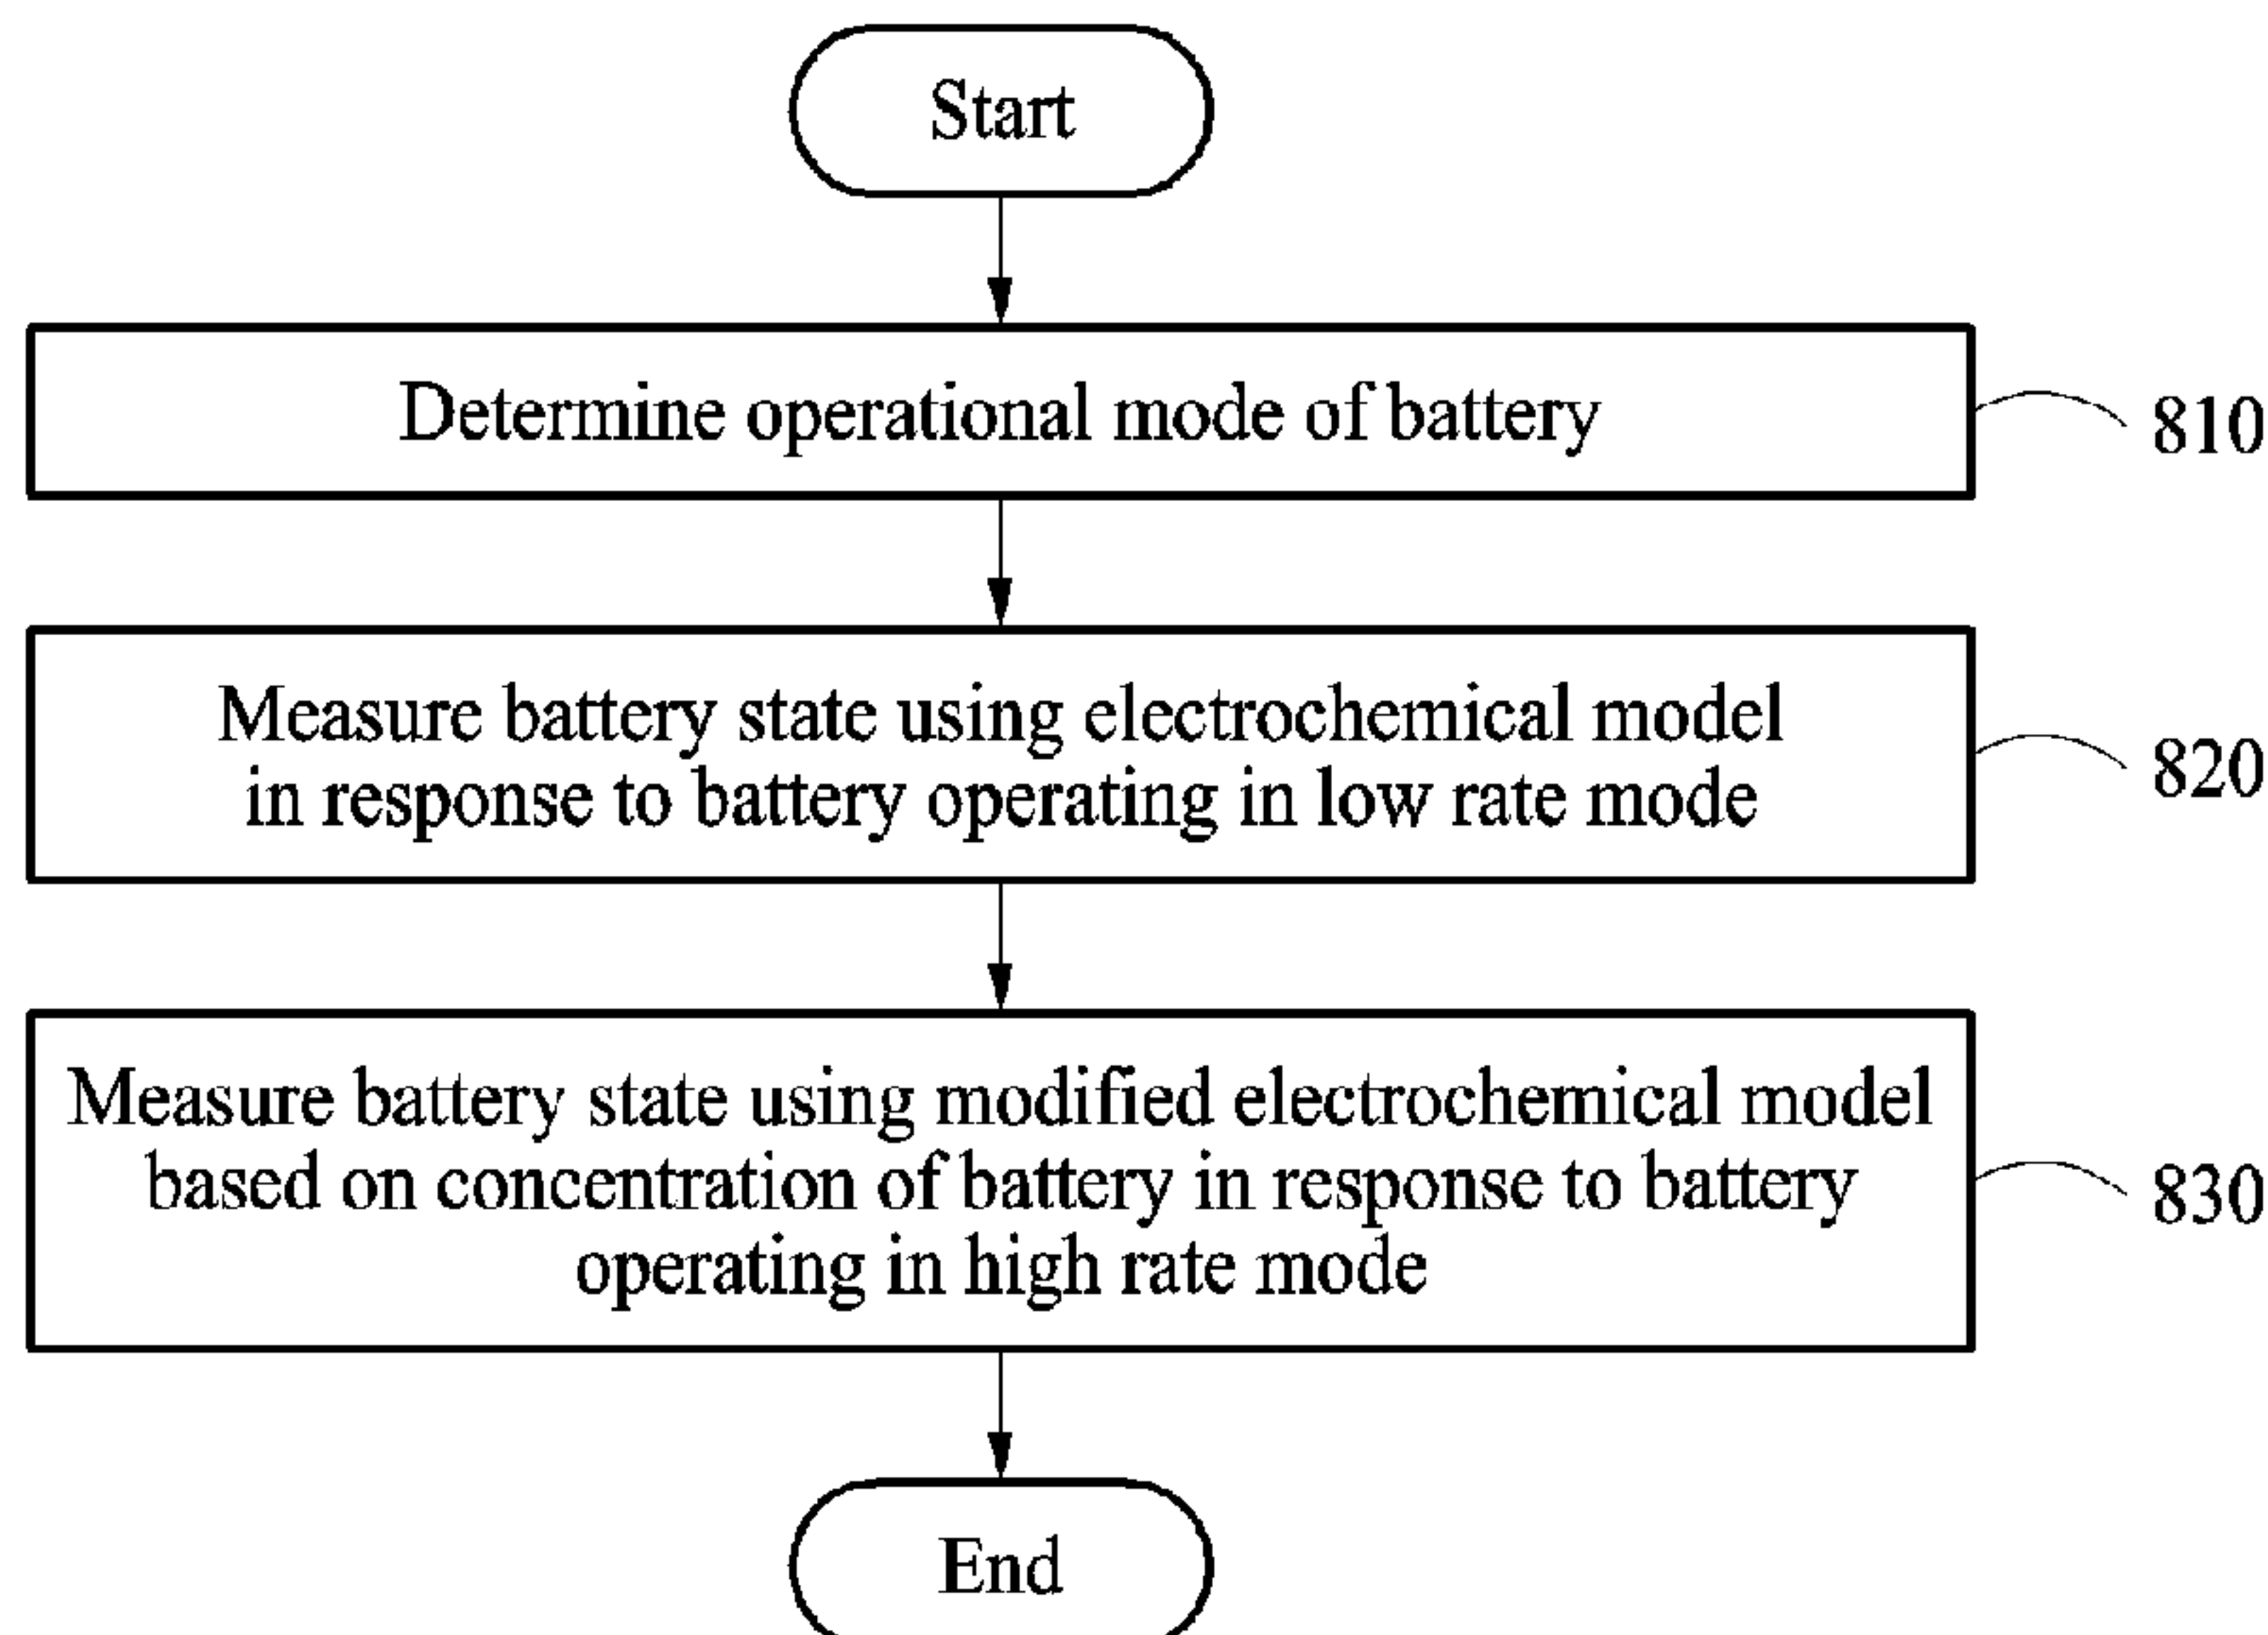 Start
Determine operational mode of battery
810
Measure battery state using electrochemical model
in response to battery operating in low rate mode
820
Measure battery state using modified electrochemical model
based on concentration of battery in response to battery
operating in high rate mode
830
End